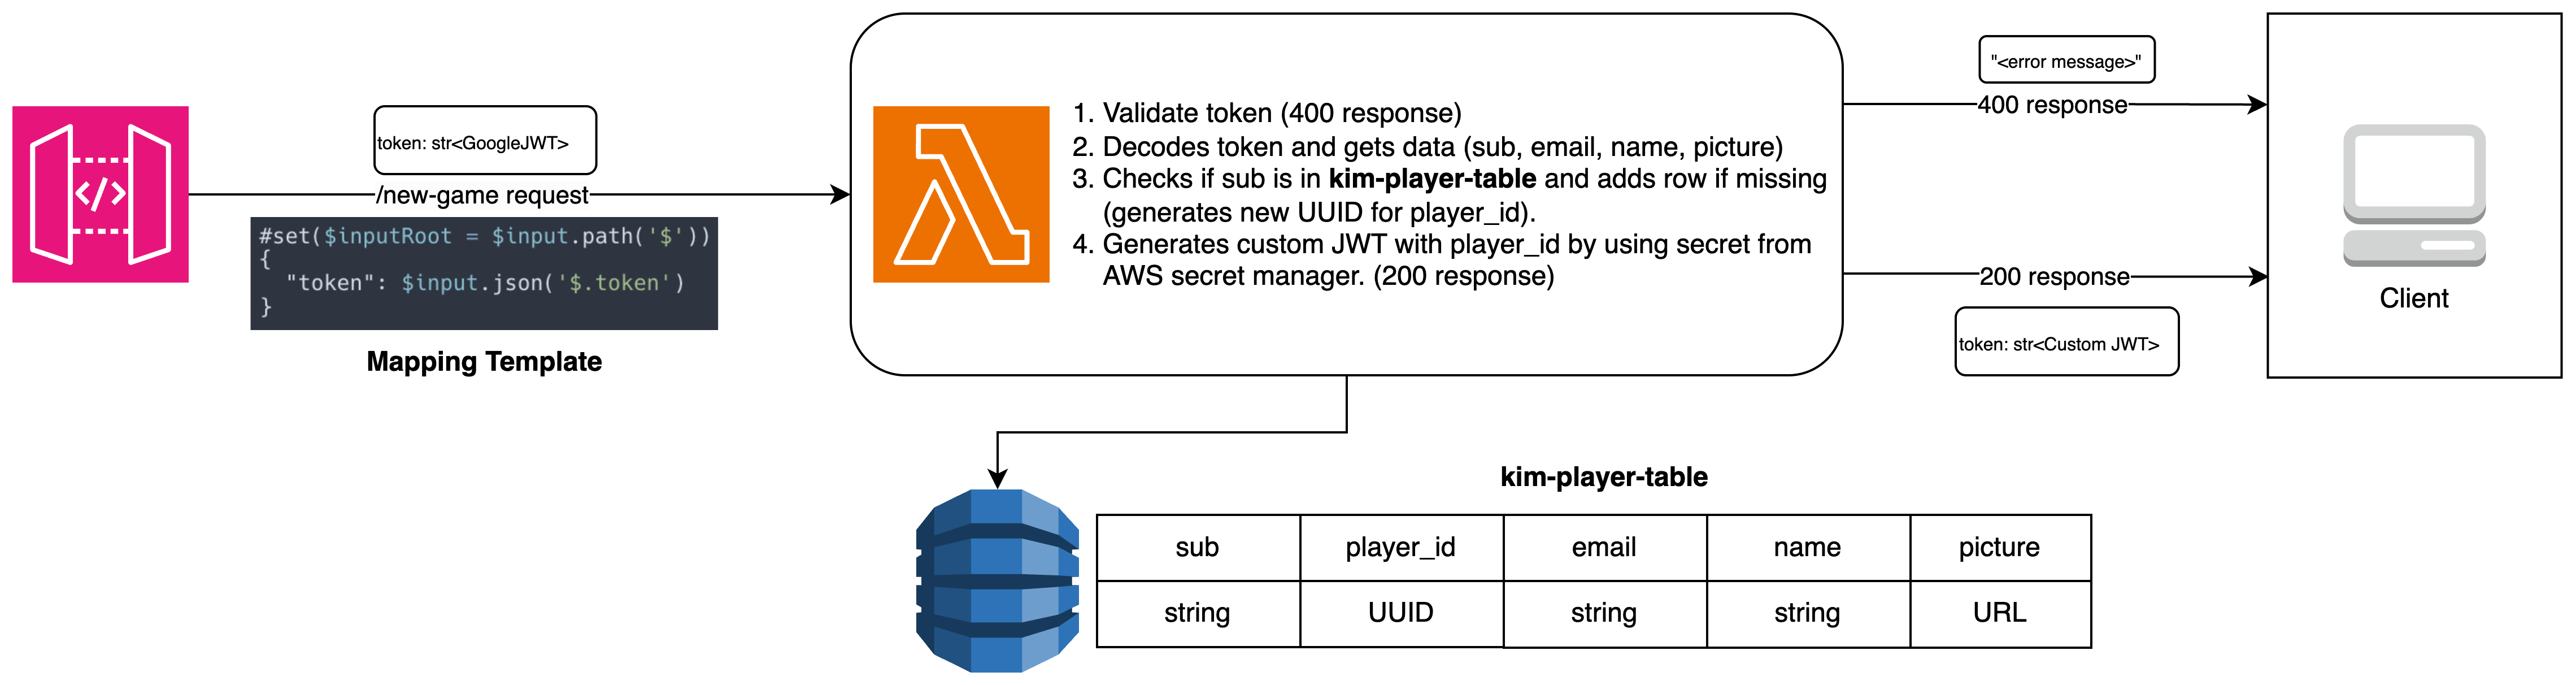 token: str<GoogleJWT>
/new-game request
#set($inputRoot = $input.path('$'))
{
"token": $input.json('$.token')
}
Mapping Template
1. Validate token (400 response)
2. Decodes token and gets data (sub, email, name, picture)
3. Checks if sub is in kim-player-table and adds row if missing
(generates new UUID for player_id).
4. Generates custom JWT with player_id by using secret from
AWS secret manager. (200 response)
"<error message>"
400 response
200 response
token: str<Custom JWT>
Client
kim-player-table
sub player_id email name picture
string UUID string string URL